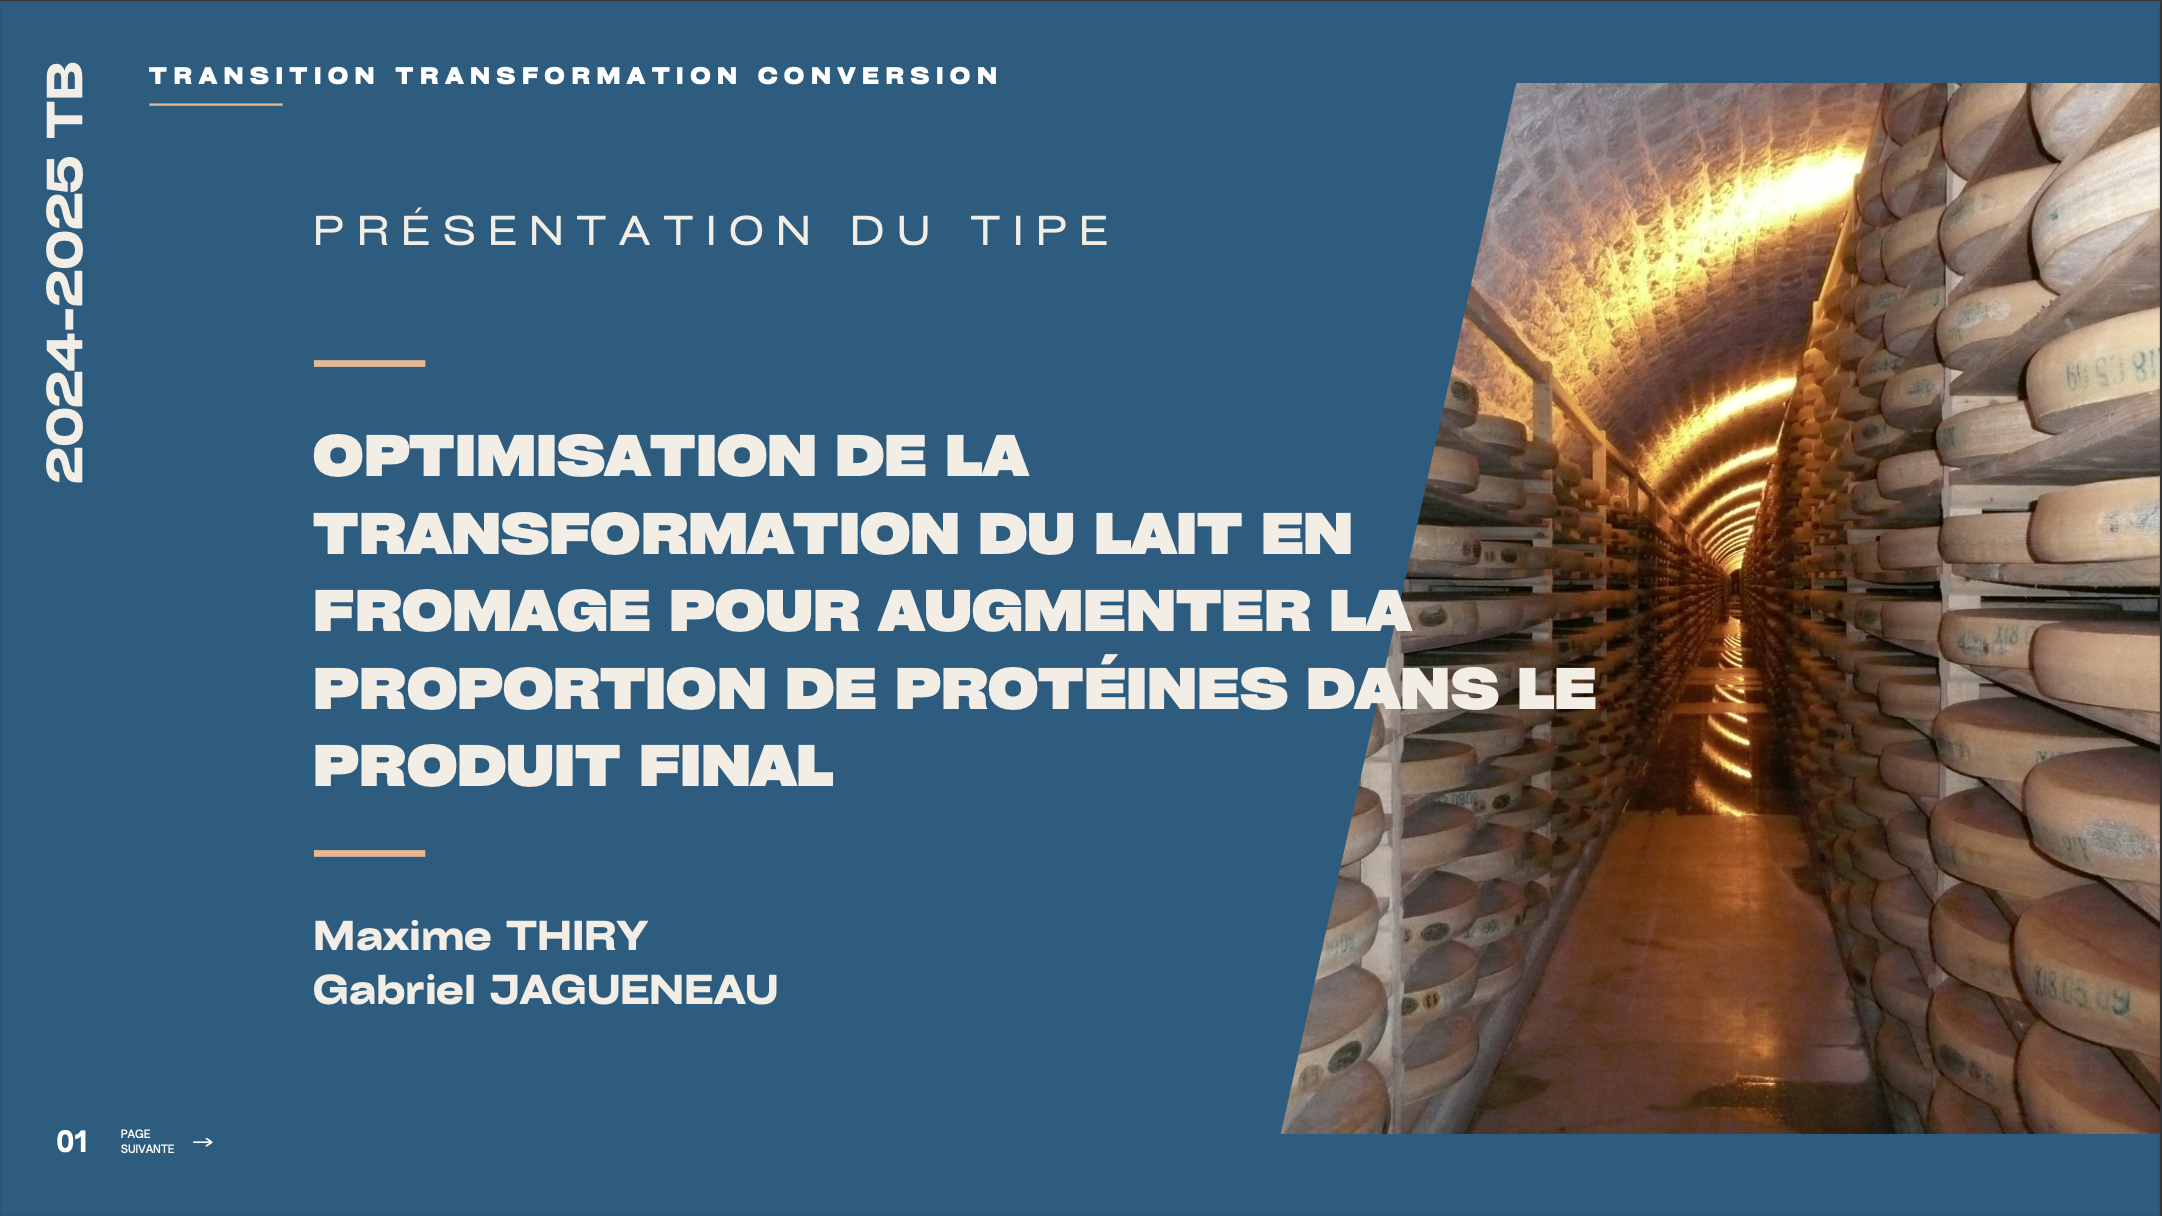 2024-2025 TB
TRANSITION TRANSFORMATION CONVERSION
PRÉSENTATION DU TIPE
OPTIMISATION DE LA
TRANSFORMATION DU LAIT EN
FROMAGE POUR AUGMENTER LA
PROPORTION DE PROTÉINES DANS LE
PRODUIT FINAL
Maxime THIRY
Gabriel JAGUENEAU
01
PAGE
SUIVANTE →